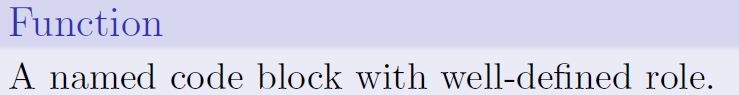 Function
A named code block with well-defined role.